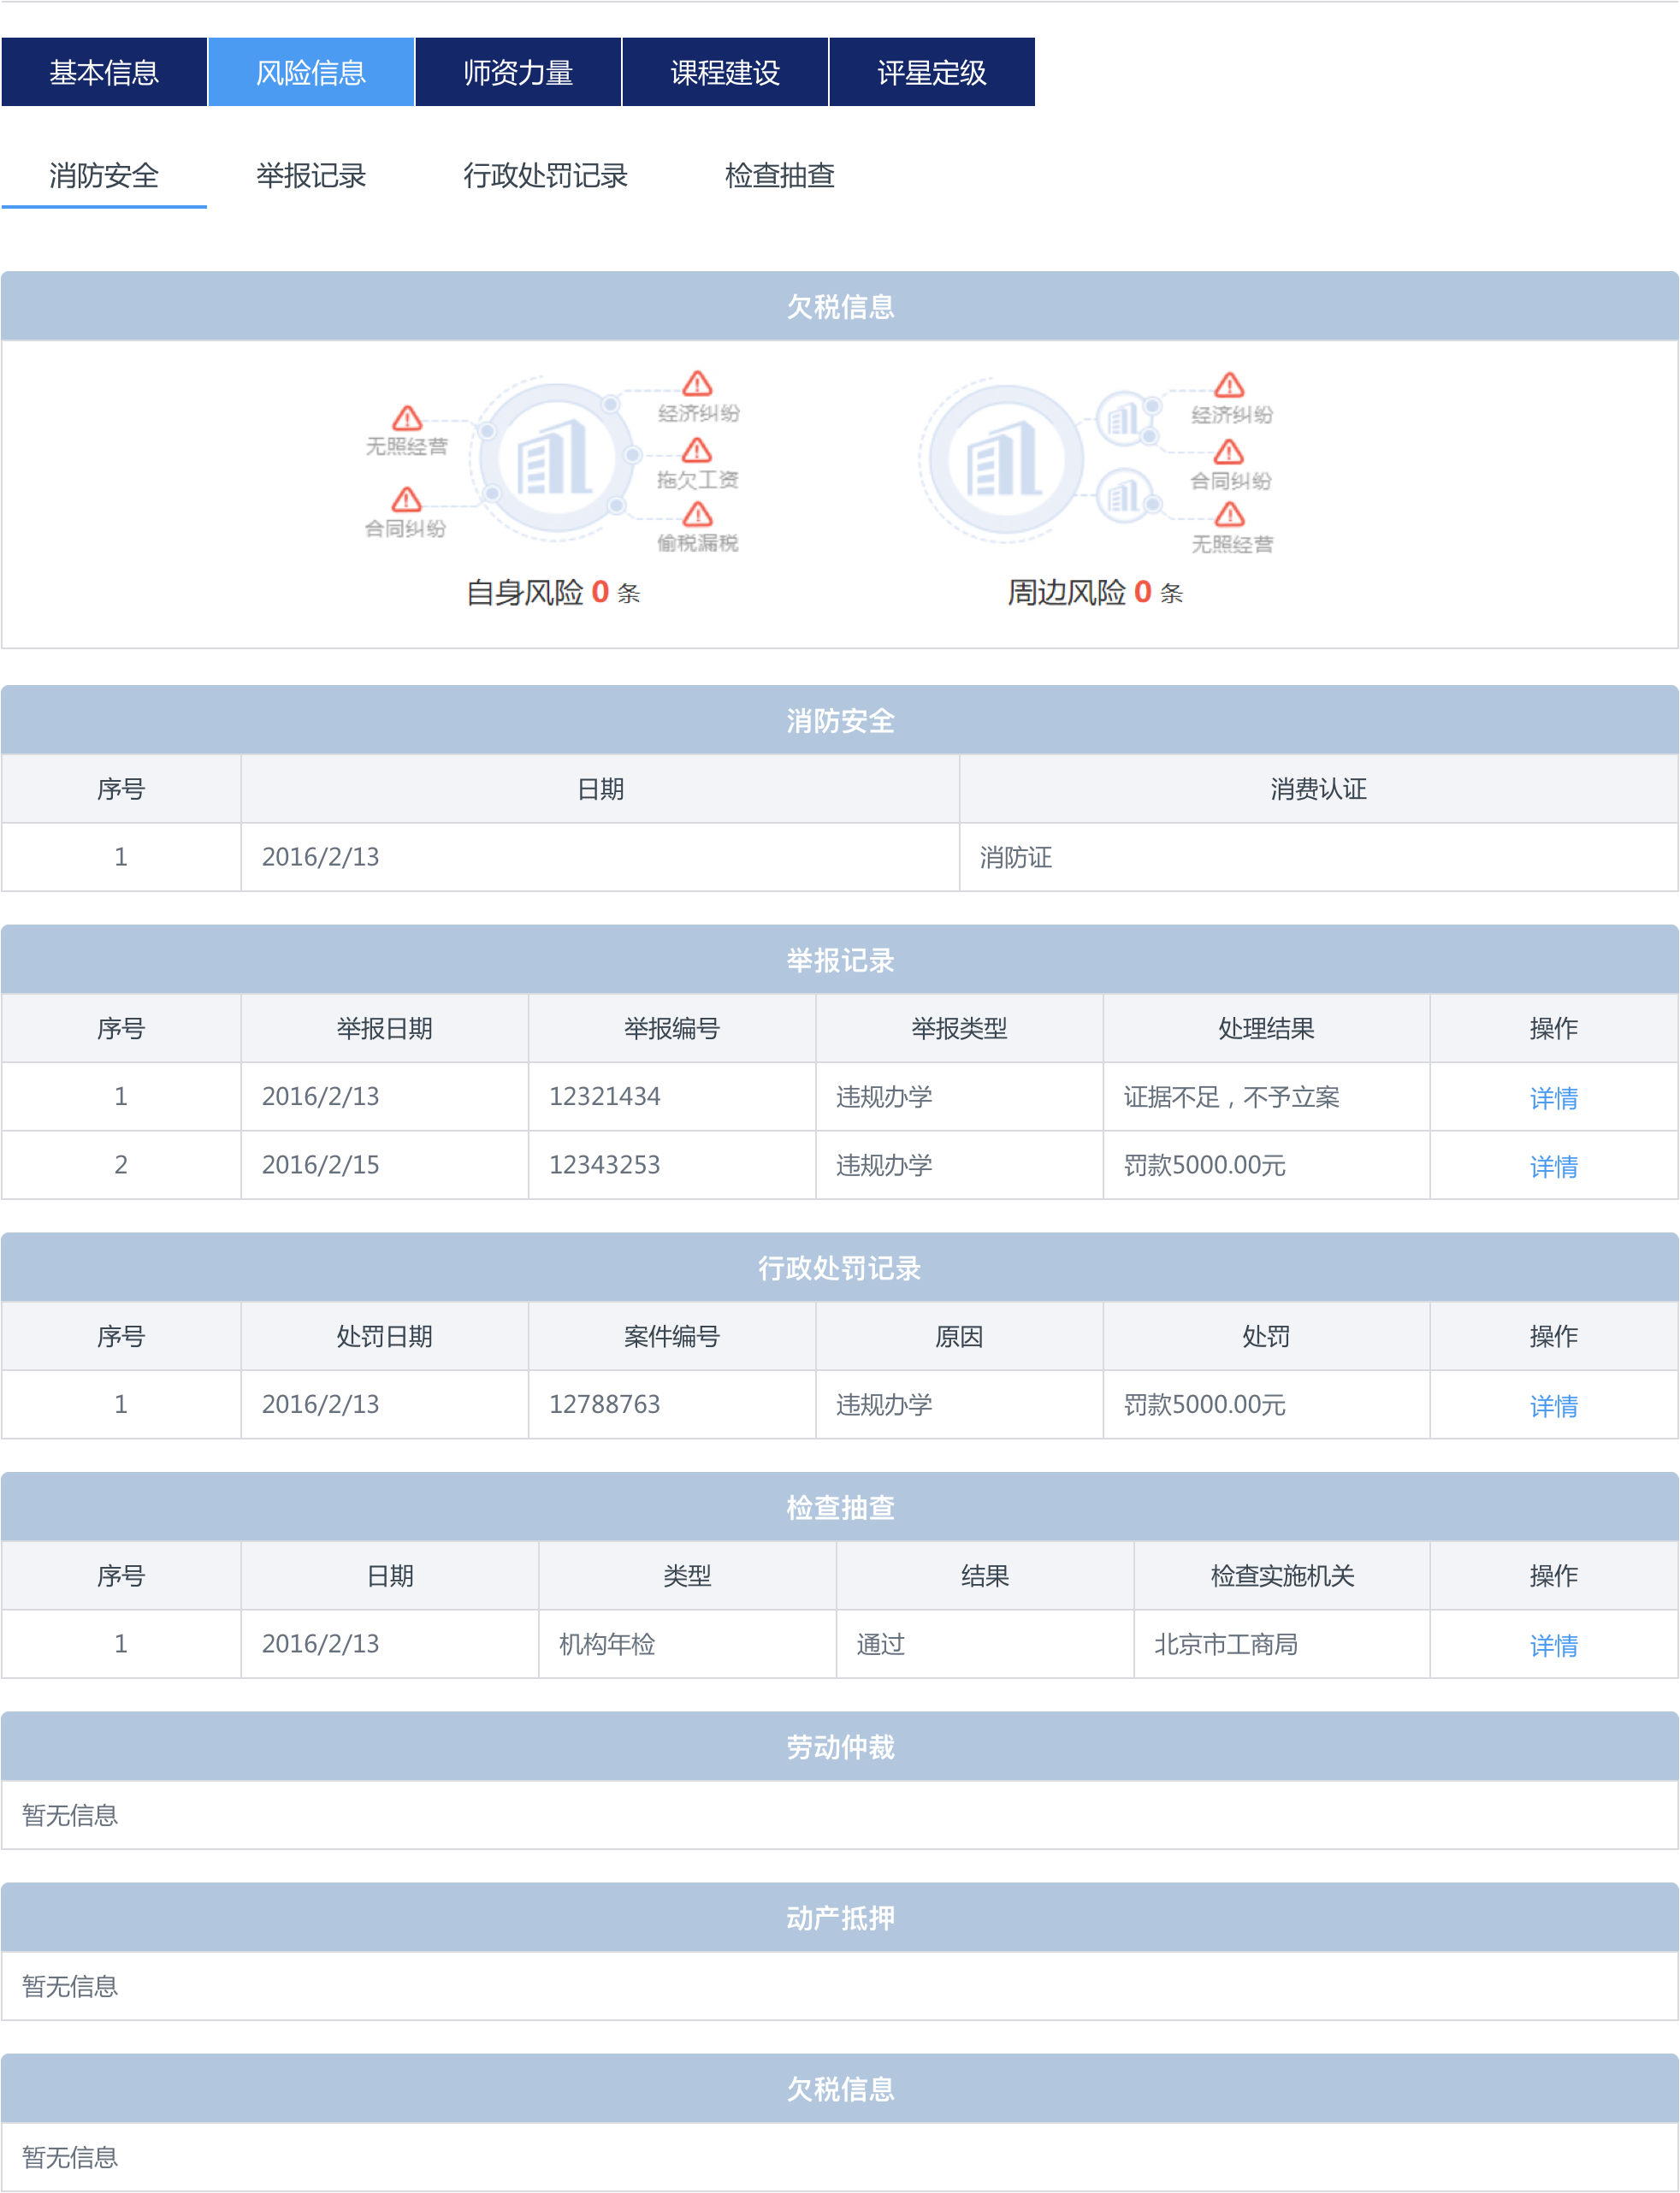 基本信息 风险信息 师资力量 课程建设 评星定级
消防安全 举报记录 行政处罚记录 检查抽查
欠税信息
无照经营
合同纠纷
经济纠纷
拖欠工资
偷税漏税
自身风险 0 条
经济纠纷
合同纠纷
无照经营
周边风险 0 条
消防安全
序号 日期 消费认证
1 2016/2/13 消防证
举报记录
序号 举报日期 举报编号 举报类型 处理结果 操作
1 2016/2/13 12321434 违规办学 证据不足，不予立案 详情
2 2016/2/15 12343253 违规办学 罚款5000.00元 详情
行政处罚记录
序号 处罚日期 案件编号 原因 处罚 操作
1 2016/2/13 12788763 违规办学 罚款5000.00元 详情
检查抽查
序号 日期 类型 结果 检查实施机关 操作
1 2016/2/13 机构年检 通过 北京市工商局 详情
劳动仲裁
暂无信息
动产抵押
暂无信息
欠税信息
暂无信息